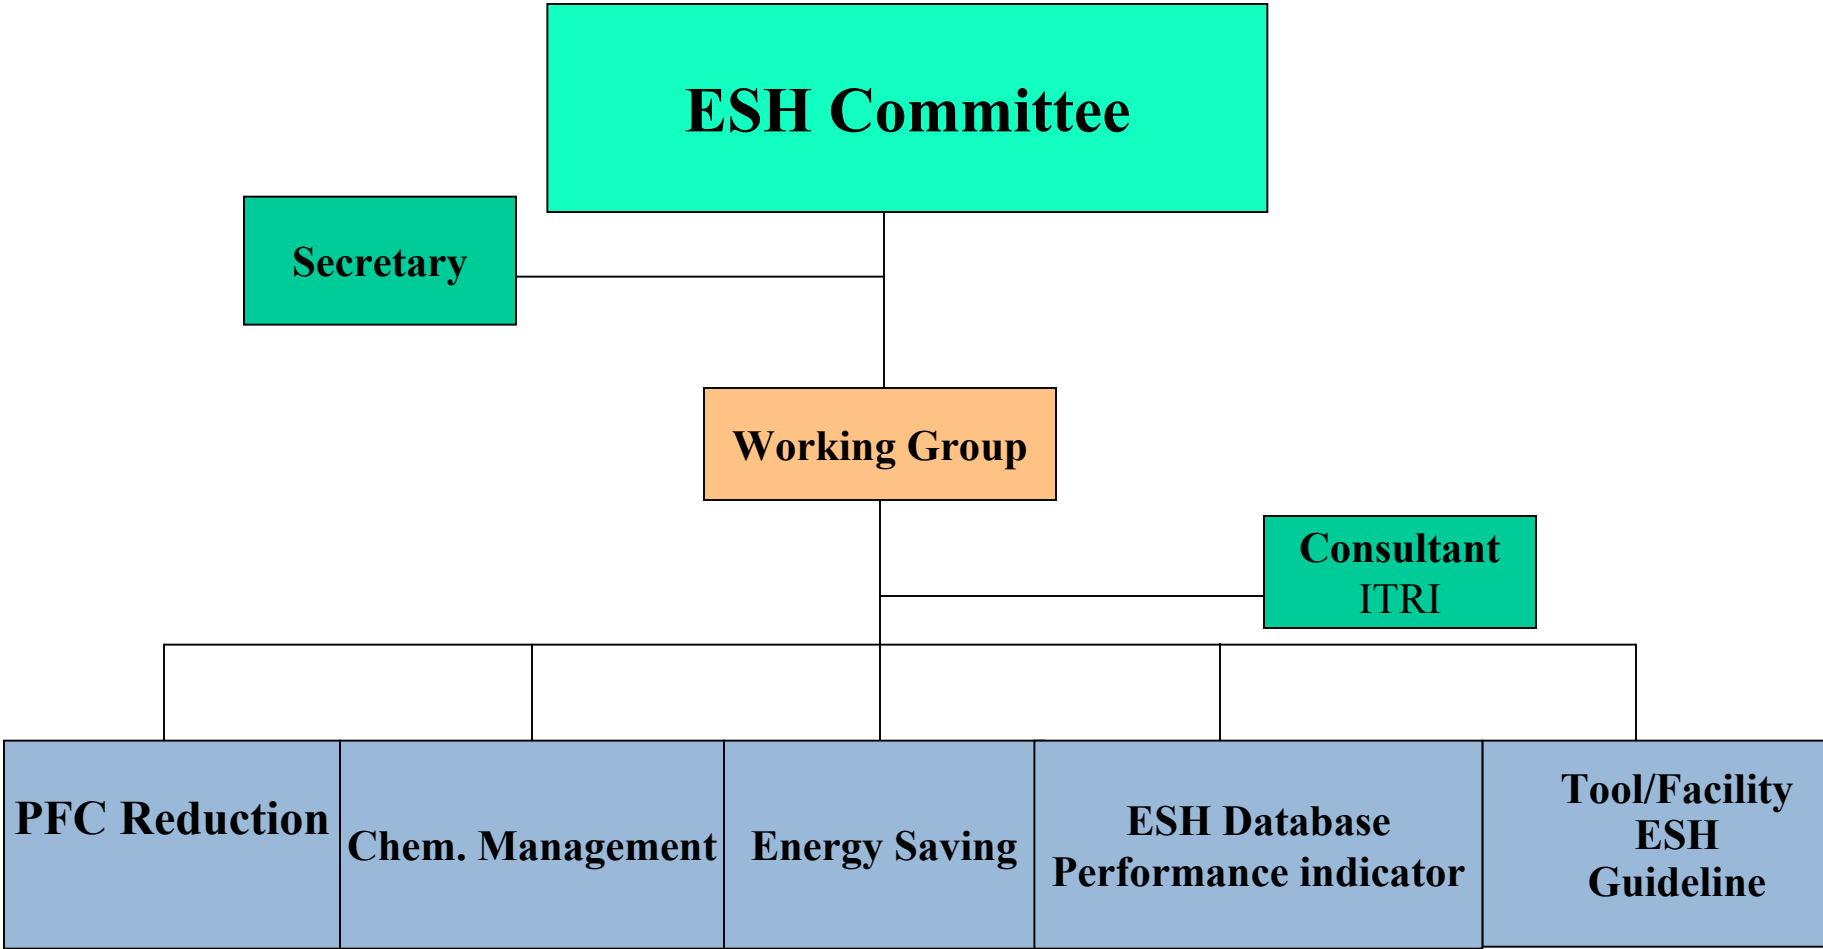 ESH Committee
Secretary
Working Group
Consultant
ITRI
PFC Reduction
Chem. Management
Energy Saving
ESH Database
Performance indicator
Tool/Facility
ESH
Guideline